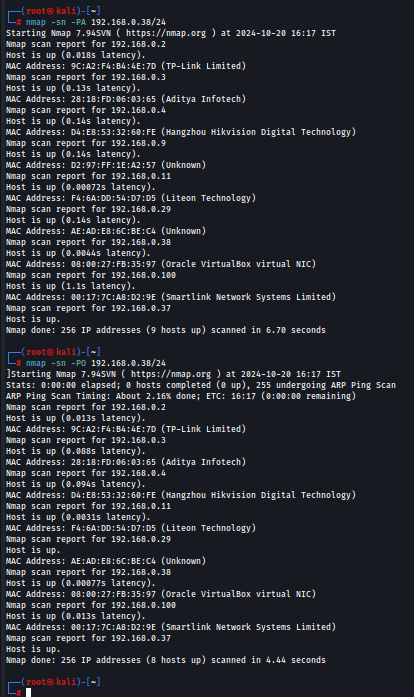 ┌──(root㉿kali)-[~]
└─# nmap -sn -PA 192.168.0.38/24
Starting Nmap 7.94SVN ( https://nmap.org ) at 2024-10-20 16:17 IST
Nmap scan report for 192.168.0.2
Host is up (0.018s latency).
MAC Address: 9C:A2:F4:B4:4E:7D (TP-Link Limited)
Nmap scan report for 192.168.0.3
Host is up (0.13s latency).
MAC Address: 28:18:FD:06:03:65 (Aditya Infotech)
Nmap scan report for 192.168.0.4
Host is up (0.14s latency).
MAC Address: D4:E8:53:32:60:FE (Hangzhou Hikvision Digital Technology)
Nmap scan report for 192.168.0.9
Host is up (0.14s latency).
MAC Address: D2:97:FF:1E:A2:57 (Unknown)
Nmap scan report for 192.168.0.11
Host is up (0.00072s latency).
MAC Address: F4:6A:DD:54:D7:D5 (Liteon Technology)
Nmap scan report for 192.168.0.29
Host is up (0.14s latency).
MAC Address: AE:AD:E8:6C:BE:C4 (Unknown)
Nmap scan report for 192.168.0.38
Host is up (0.0044s latency).
MAC Address: 08:00:27:FB:35:97 (Oracle VirtualBox virtual NIC)
Nmap scan report for 192.168.0.100
Host is up (1.1s latency).
MAC Address: 00:17:7C:A8:D2:9E (Smartlink Network Systems Limited)
Nmap scan report for 192.168.0.37
Host is up.
Nmap done: 256 IP addresses (9 hosts up) scanned in 6.70 seconds
┌──(root㉿kali)-[~]
└─# nmap -sn -PO 192.168.0.38/24
]Starting Nmap 7.94SVN ( https://nmap.org ) at 2024-10-20 16:17 IST
Stats: 0:00:00 elapsed; 0 hosts completed (0 up), 255 undergoing ARP Ping Scan
ARP Ping Scan Timing: About 2.16% done; ETC: 16:17 (0:00:00 remaining)
Nmap scan report for 192.168.0.2
Host is up (0.013s latency).
MAC Address: 9C:A2:F4:B4:4E:7D (TP-Link Limited)
Nmap scan report for 192.168.0.3
Host is up (0.088s latency).
MAC Address: 28:18:FD:06:03:65 (Aditya Infotech)
Nmap scan report for 192.168.0.4
Host is up (0.094s latency).
MAC Address: D4:E8:53:32:60:FE (Hangzhou Hikvision Digital Technology)
Nmap scan report for 192.168.0.11
Host is up (0.0031s latency).
MAC Address: F4:6A:DD:54:D7:D5 (Liteon Technology)
Nmap scan report for 192.168.0.29
Host is up.
MAC Address: AE:AD:E8:6C:BE:C4 (Unknown)
Nmap scan report for 192.168.0.38
Host is up (0.00077s latency).
MAC Address: 08:00:27:FB:35:97 (Oracle VirtualBox virtual NIC)
Nmap scan report for 192.168.0.100
Host is up (0.013s latency).
MAC Address: 00:17:7C:A8:D2:9E (Smartlink Network Systems Limited)
Nmap scan report for 192.168.0.37
Host is up.
Nmap done: 256 IP addresses (8 hosts up) scanned in 4.44 seconds
┌──(root㉿kali)-[~]
└─#